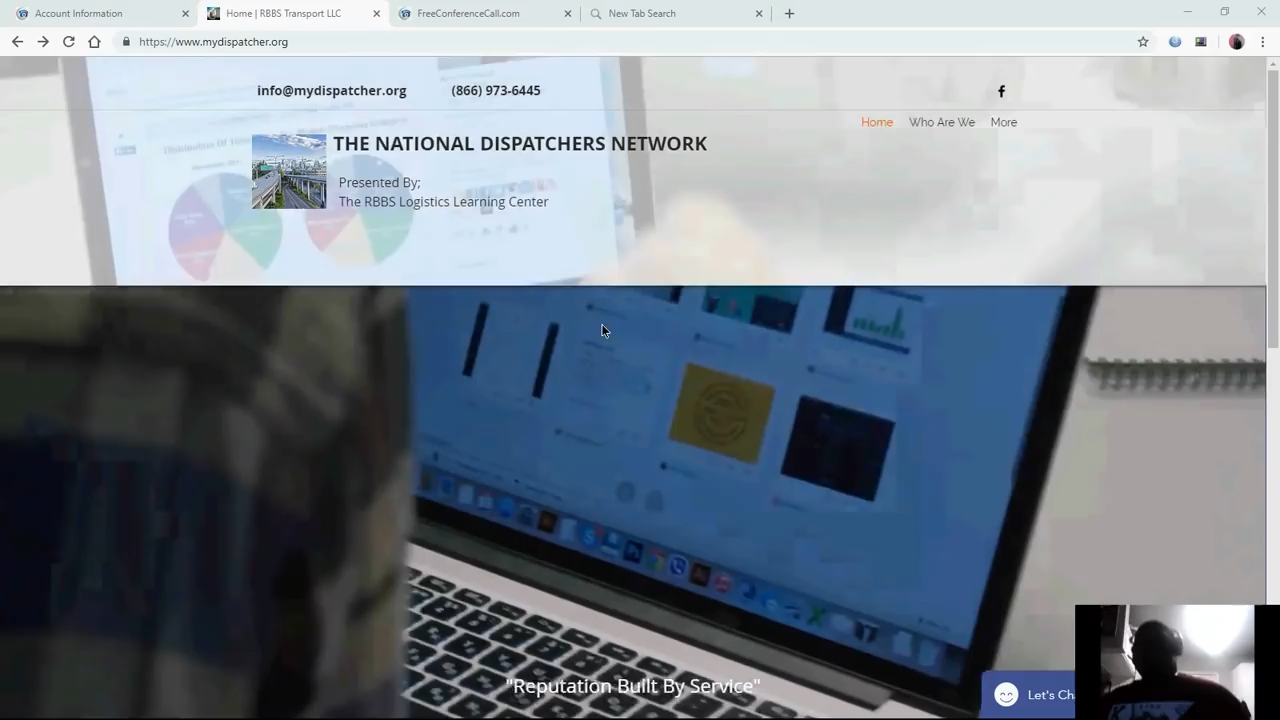 Account Information
Home | RBBS Transport LLC
FreeConferenceCall.com
New Tab Search
https://www.mydispatcher.org
info@mydispatcher.org
(866) 973-6445
Home
Who Are We
More
THE NATIONAL DISPATCHERS NETWORK
Presented By;
The RBBS Logistics Learning Center
"Reputation Built By Service"
Let's Ch